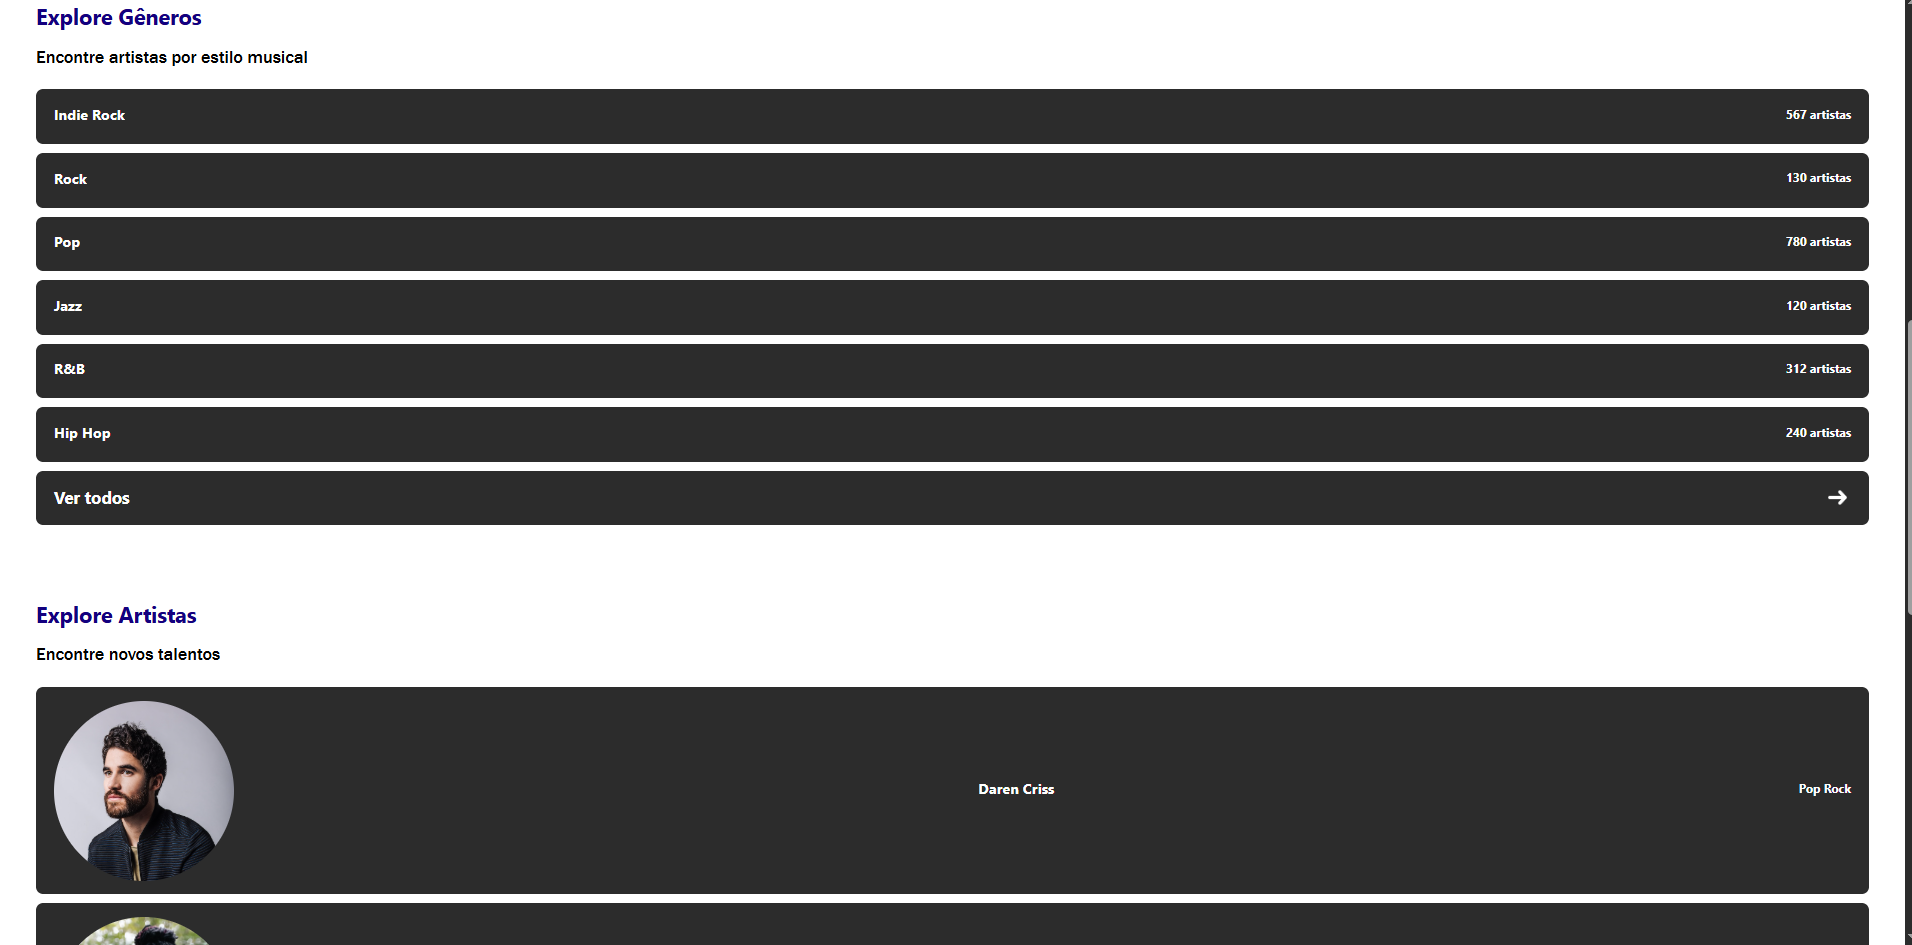 Explore Gêneros
Encontre artistas por estilo musical
Indie Rock 567 artistas
Rock 130 artistas
Pop 780 artistas
Jazz 120 artistas
R&B 312 artistas
Hip Hop 240 artistas
Ver todos
Explore Artistas
Encontre novos talentos
Daren Criss Pop Rock